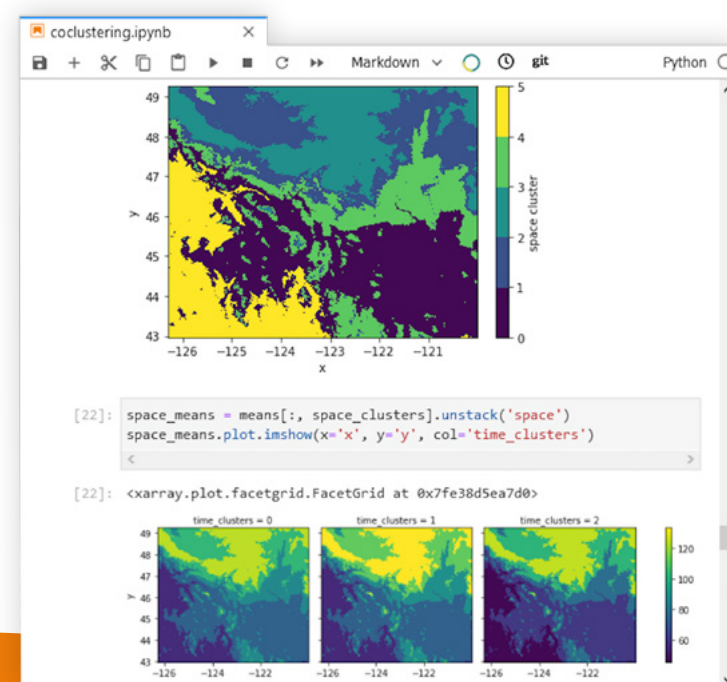 coclustering.ipynb
Markdown
git
Python
49
48
47
46
45
44
43
y
-126 -125 -124 -123 -122 -121
x
5
4
3
2
1
0
space cluster
[22]: space_means = means[:, space_clusters].unstack('space')
space_means.plot.imshow(x='x', y='y', col='time_clusters')
[22]: <xarray.plot.facetgrid.FacetGrid at 0x7fe38d5ea7d0>
time_clusters = 0 time_clusters = 1 time_clusters = 2
49
48
47
46
45
44
43
y
-126 -124 -122 -126 -124 -122 -126 -124 -122
120
100
80
60